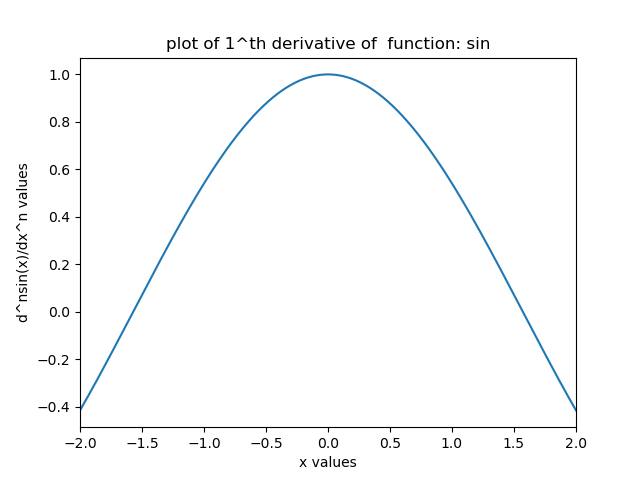 plot of 1^th derivative of  function: sin
1.0
0.8
0.6
0.4
0.2
0.0
−0.2
−0.4
d^nsin(x)/dx^n values
−2.0 −1.5 −1.0 −0.5 0.0 0.5 1.0 1.5 2.0
x values